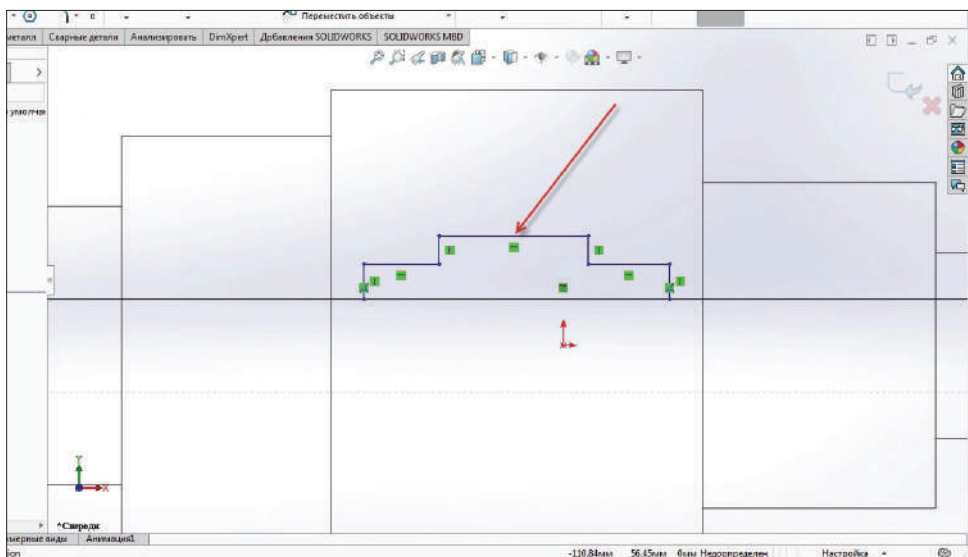 Переместить объекты
металл Сварные детали Анализировать DimXpert Добавления SOLIDWORKS SOLIDWORKS MBD
Y
X
*Спереди
мерные виды Анимация1
ion -110.84мм 56.45мм 0мм Недоопределен Настройка